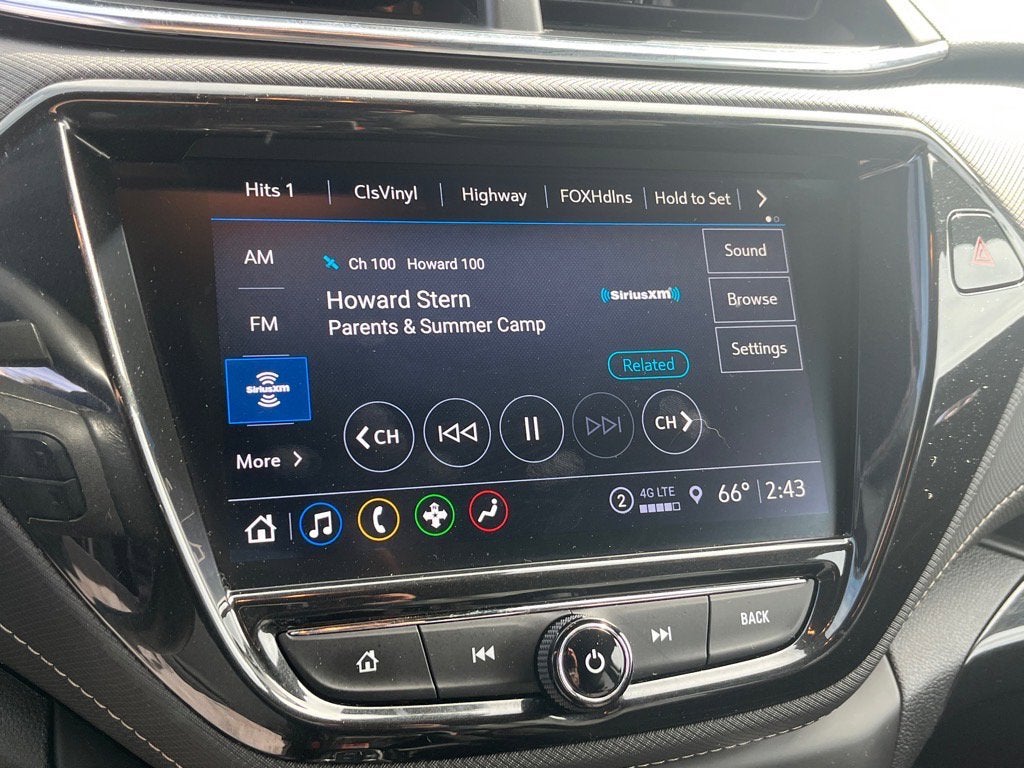 Hits 1 | ClsVinyl | Highway | FOXHdlns | Hold to Set | >
AM
FM
SiriusXM
More >
Ch 100 Howard 100
Howard Stern
Parents & Summer Camp
SiriusXM
Related
Sound
Browse
Settings
< CH
CH >
2 4G LTE 66° | 2:43
BACK